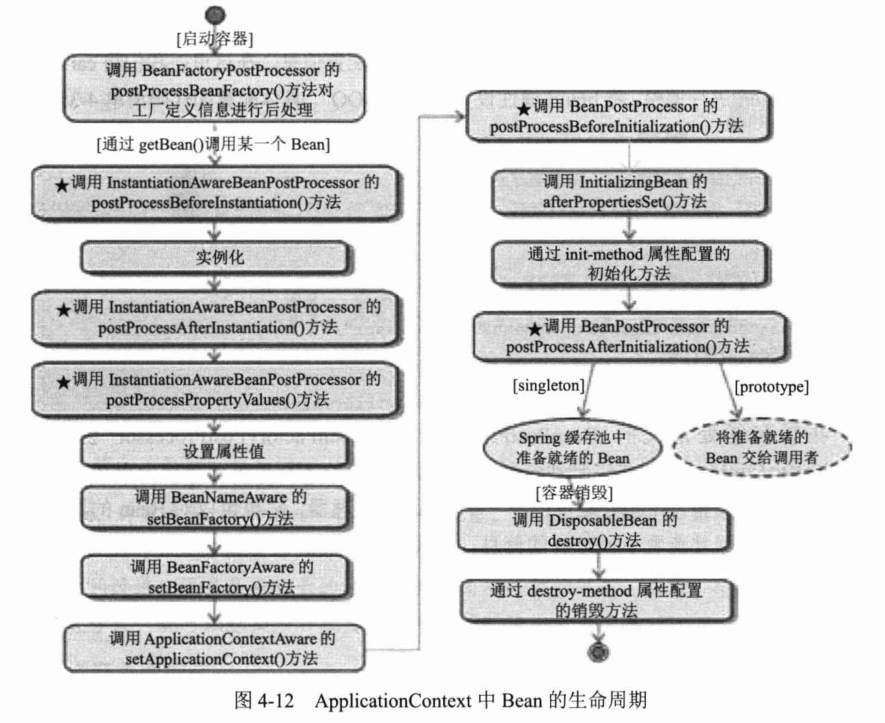 [启动容器]
调用 BeanFactoryPostProcessor 的
postProcessBeanFactory()方法对
工厂定义信息进行后处理
[通过 getBean()调用某一个 Bean]
★调用 InstantiationAwareBeanPostProcessor 的
postProcessBeforeInstantiation()方法
实例化
★调用 InstantiationAwareBeanPostProcessor 的
postProcessAfterInstantiation()方法
★调用 InstantiationAwareBeanPostProcessor 的
postProcessPropertyValues()方法
设置属性值
调用 BeanNameAware 的
setBeanFactory()方法
调用 BeanFactoryAware 的
setBeanFactory()方法
调用 ApplicationContextAware 的
setApplicationContext()方法
★调用 BeanPostProcessor 的
postProcessBeforeInitialization()方法
调用 InitializingBean 的
afterPropertiesSet()方法
通过 init-method 属性配置的
初始化方法
★调用 BeanPostProcessor 的
postProcessAfterInitialization()方法
[singleton]
[prototype]
Spring 缓存池中
准备就绪的 Bean
将准备就绪的
Bean 交给调用者
[容器销毁]
调用 DisposableBean 的
destroy()方法
通过 destroy-method 属性配置
的销毁方法
图 4-12 ApplicationContext 中 Bean 的生命周期